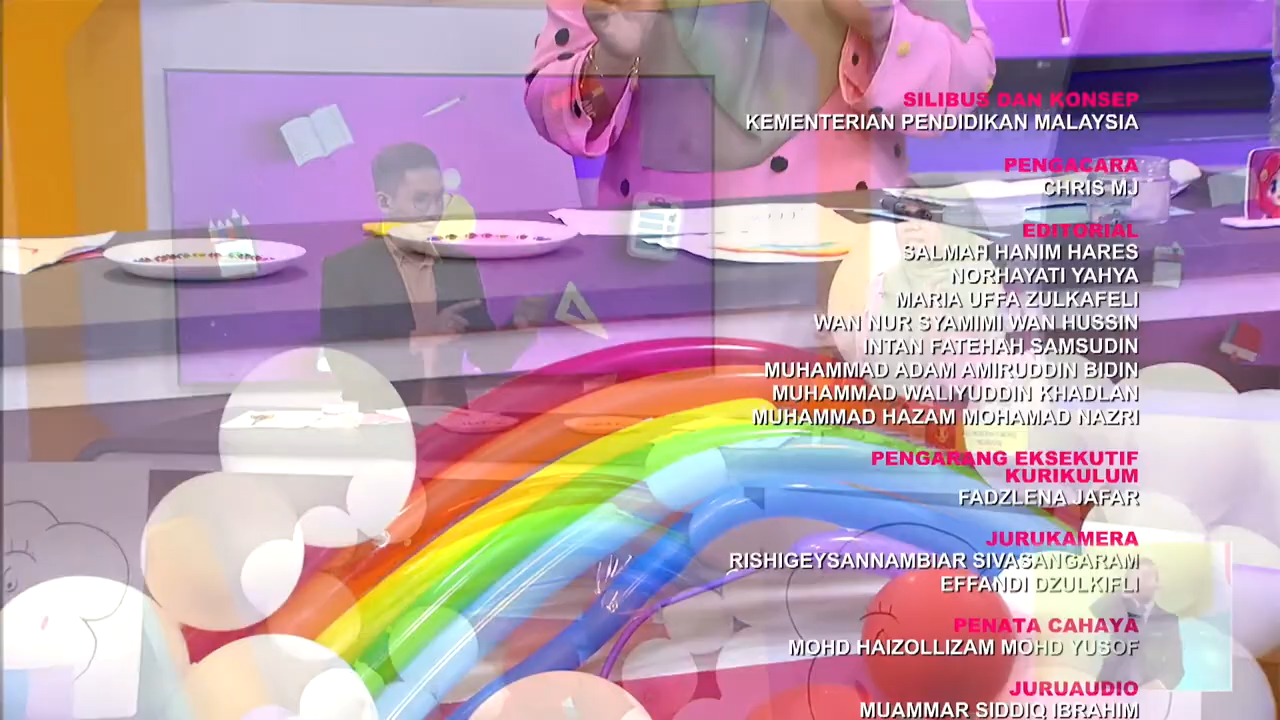 SILIBUS DAN KONSEP
KEMENTERIAN PENDIDIKAN MALAYSIA
PENGACARA
CHRIS MJ
EDITORIAL
SALMAH HANIM HARES
NORHAYATI YAHYA
MARIA UFFA ZULKAFELI
WAN NUR SYAMIMI WAN HUSSIN
INTAN FATEHAH SAMSUDIN
MUHAMMAD ADAM AMIRUDDIN BIDIN
MUHAMMAD WALIYUDDIN KHADLAN
MUHAMMAD HAZAM MOHAMAD NAZRI
PENGARANG EKSEKUTIF
KURIKULUM
FADZLENA JAFAR
JURUKAMERA
RISHIGEYSANNAMBIAR SIVASANGARAM
EFFANDI DZULKIFLI
PENATA CAHAYA
MOHD HAIZOLLIZAM MOHD YUSOF
JURUAUDIO
MUAMMAR SIDDIQ IBRAHIM